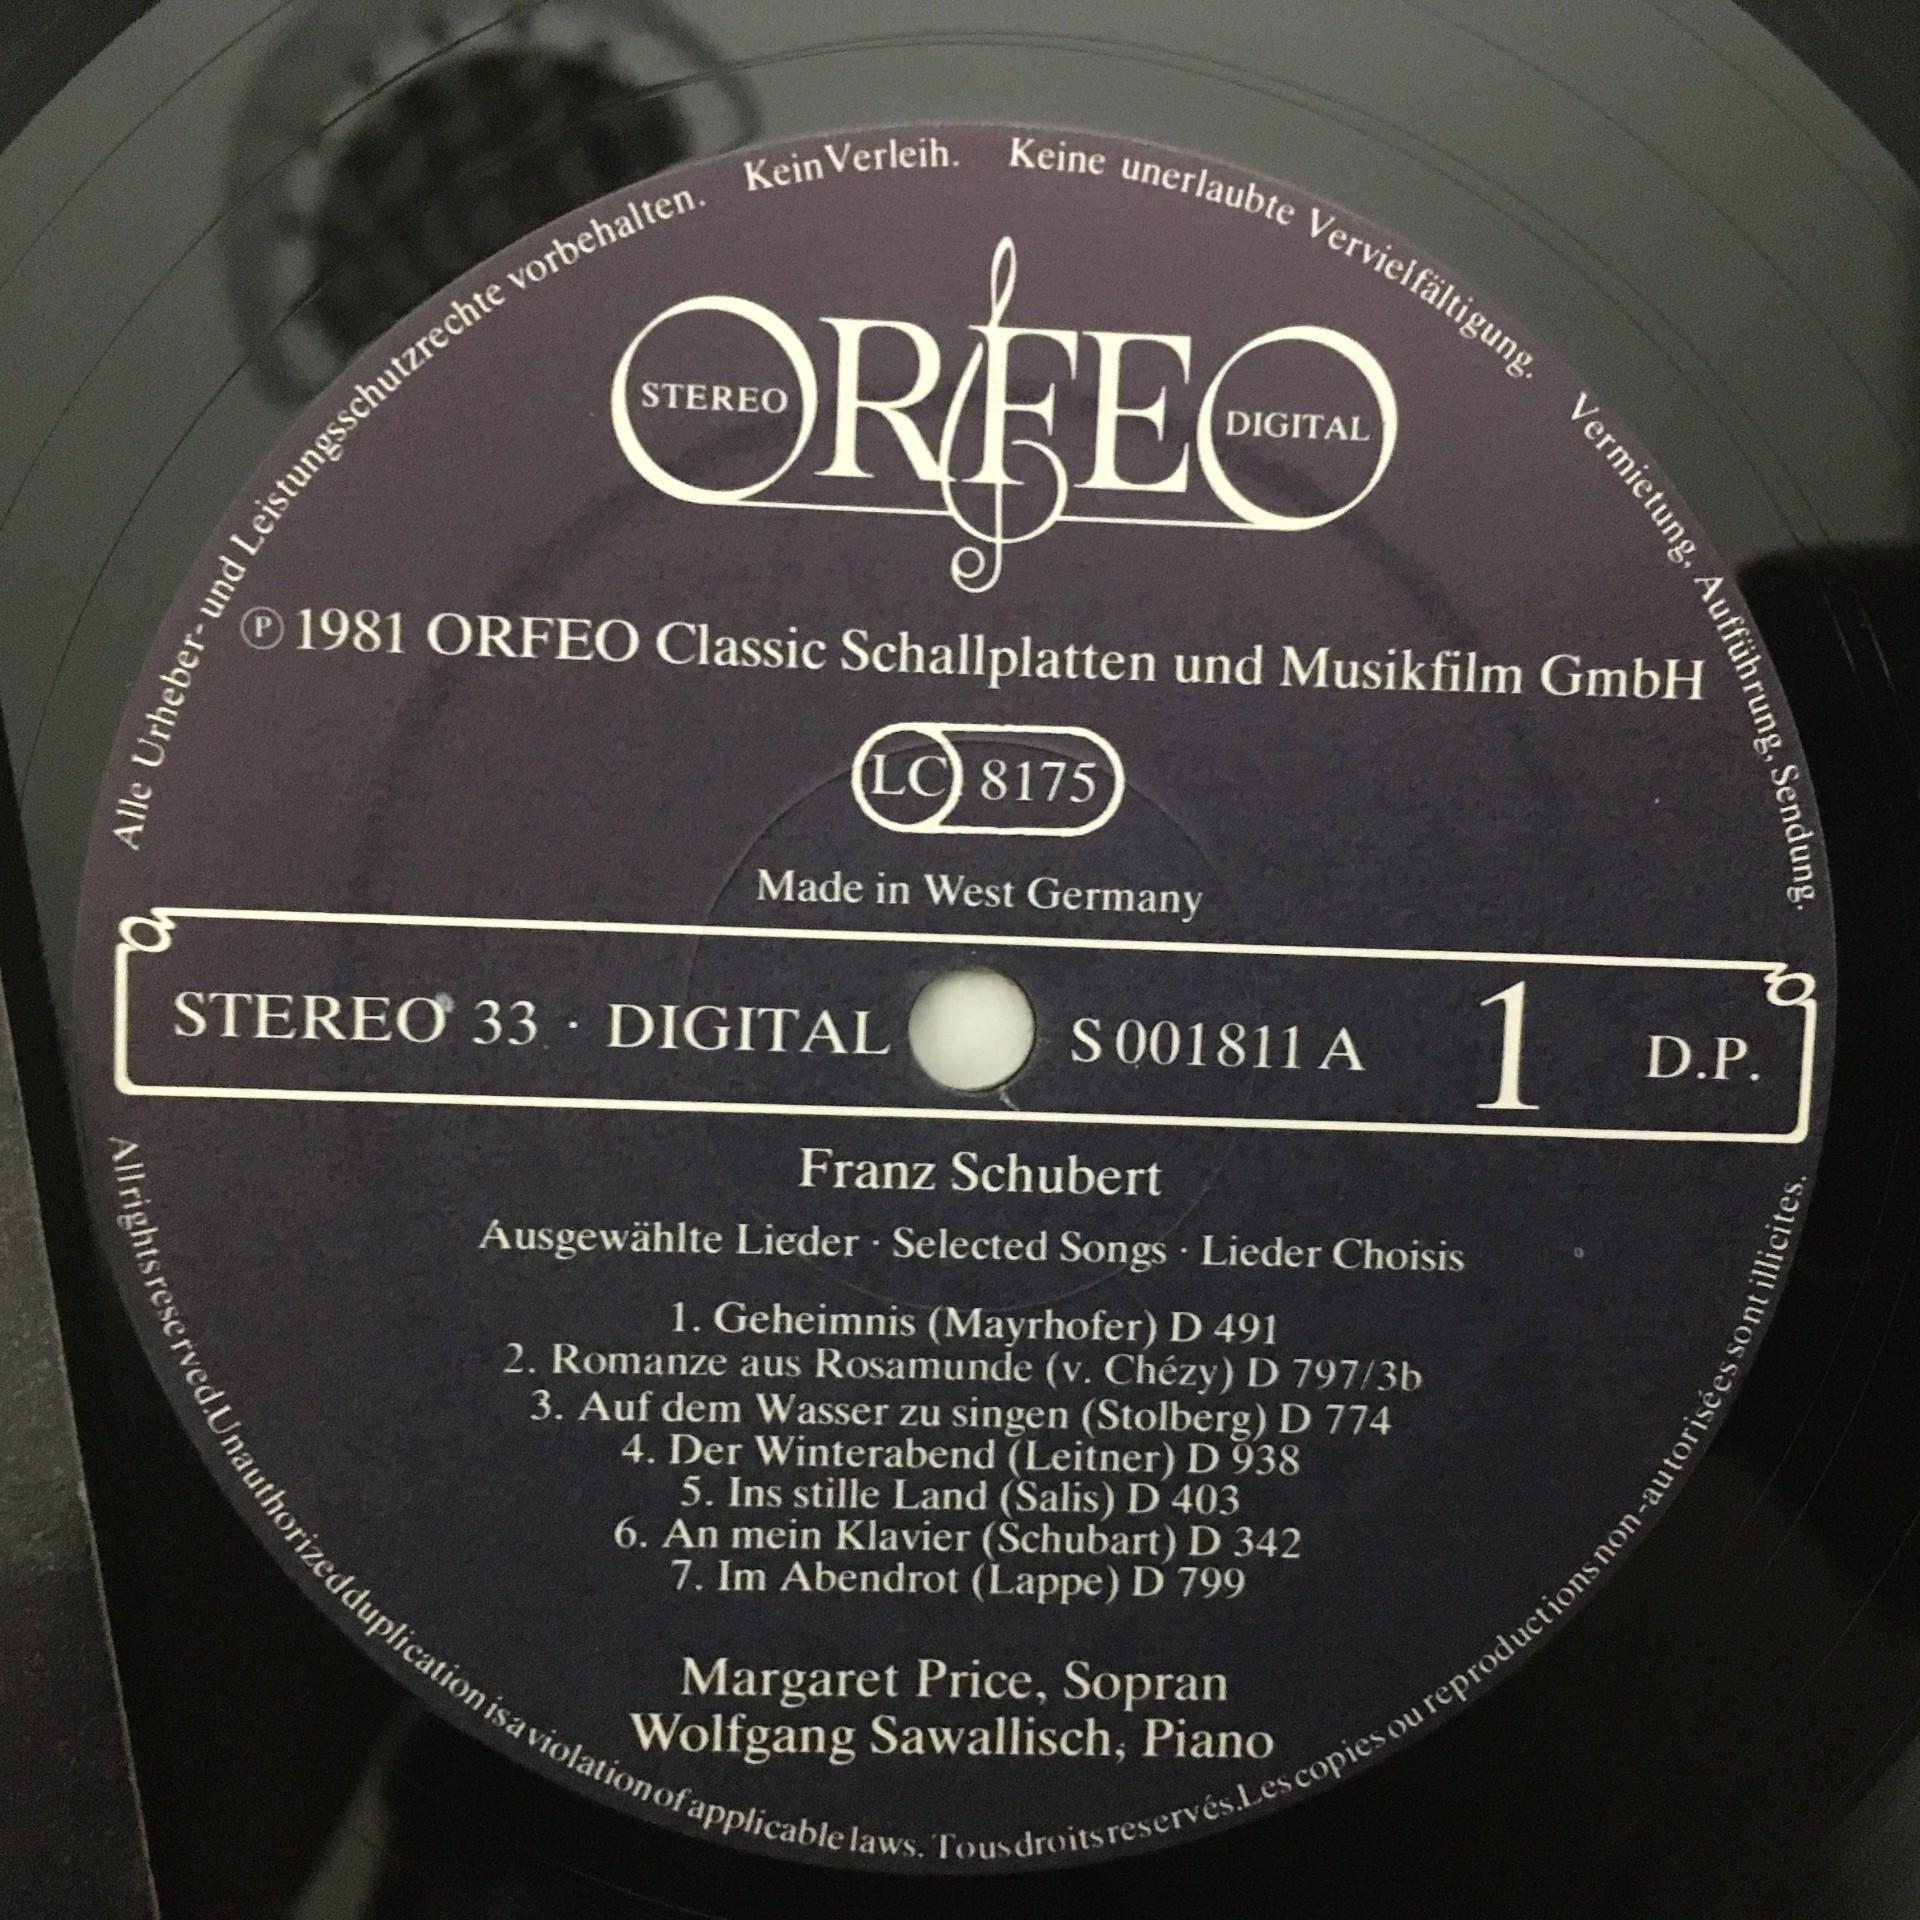 Alle Urheber- und Leistungsschutzrechte vorbehalten. Kein Verleih. Keine unerlaubte Vervielfältigung. Vermietung, Aufführung, Sendung.
ORFEO
STEREO
DIGITAL
Ⓟ 1981 ORFEO Classic Schallplatten und Musikfilm GmbH
LC 8175
Made in West Germany
STEREO 33 · DIGITAL S 001811 A 1 D.P.
Franz Schubert
Ausgewählte Lieder · Selected Songs · Lieder Choisis
1. Geheimnis (Mayrhofer) D 491
2. Romanze aus Rosamunde (v. Chézy) D 797/3b
3. Auf dem Wasser zu singen (Stolberg) D 774
4. Der Winterabend (Leitner) D 938
5. Ins stille Land (Salis) D 403
6. An mein Klavier (Schubart) D 342
7. Im Abendrot (Lappe) D 799
Margaret Price, Sopran
Wolfgang Sawallisch, Piano
All rights reserved. Unauthorized duplication is a violation of applicable laws. Tous droits reservés. Les copies ou reproductions non-autorisées sont illicites.